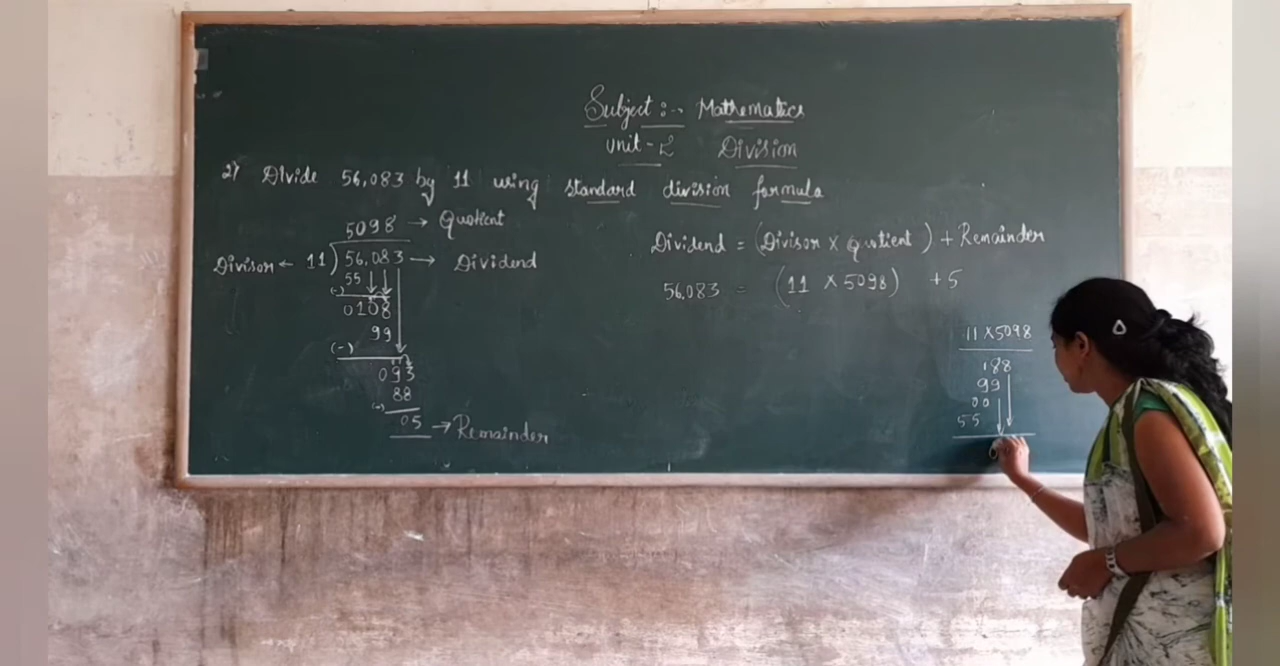 Subject :- Mathematics
Unit - 2 Division
2) Divide 56,083 by 11 using standard division formula
5098 → Quotient
Divisor ← 11) 56,083 → Dividend
55
(-)
0108
99
(-)
093
88
(-)
05 → Remainder
Dividend = (Divisor × quotient) + Remainder
56,083 = (11 × 5098) + 5
11 × 5098
188
99
00
55